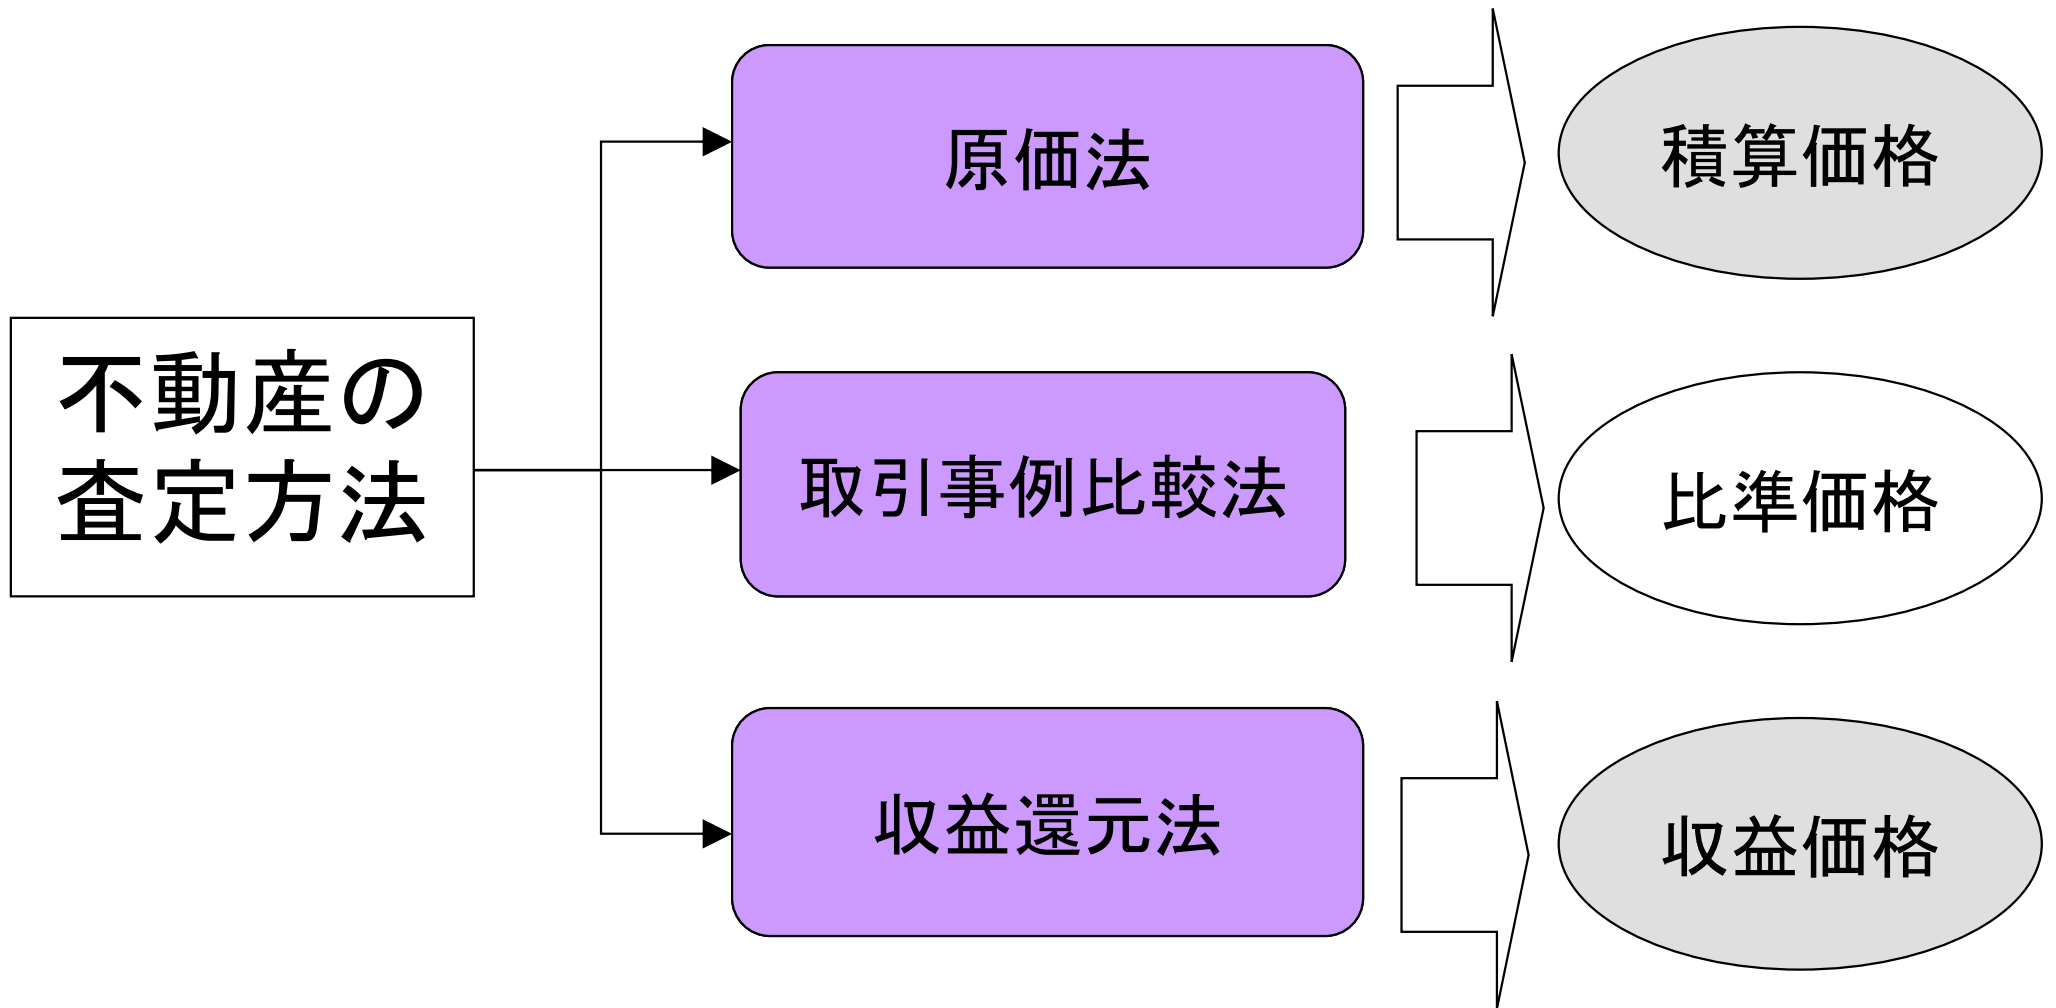 不動産の
査定方法
原価法
積算価格
取引事例比較法
比準価格
収益還元法
収益価格